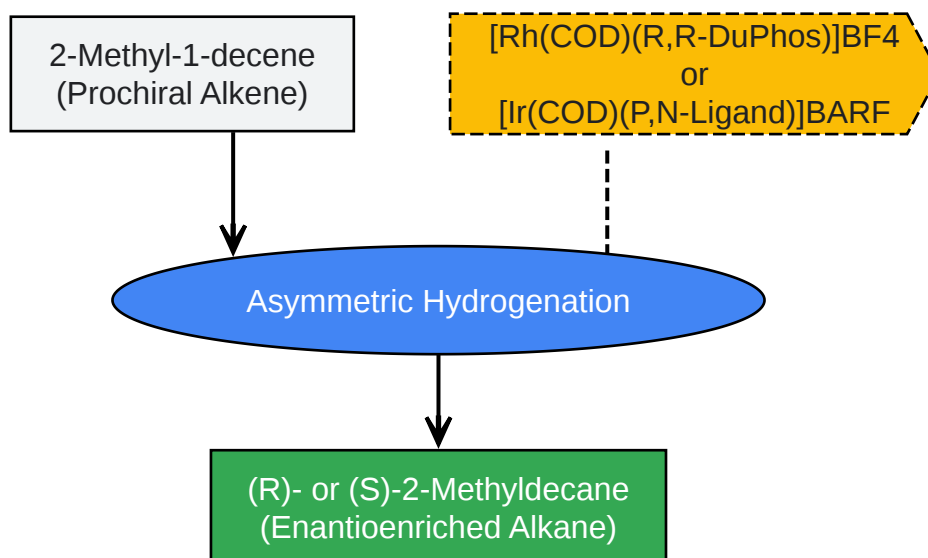 2-Methyl-1-decene
(Prochiral Alkene)
[Rh(COD)(R,R-DuPhos)]BF4
or
[Ir(COD)(P,N-Ligand)]BARF
Asymmetric Hydrogenation
(R)- or (S)-2-Methyldecane
(Enantioenriched Alkane)